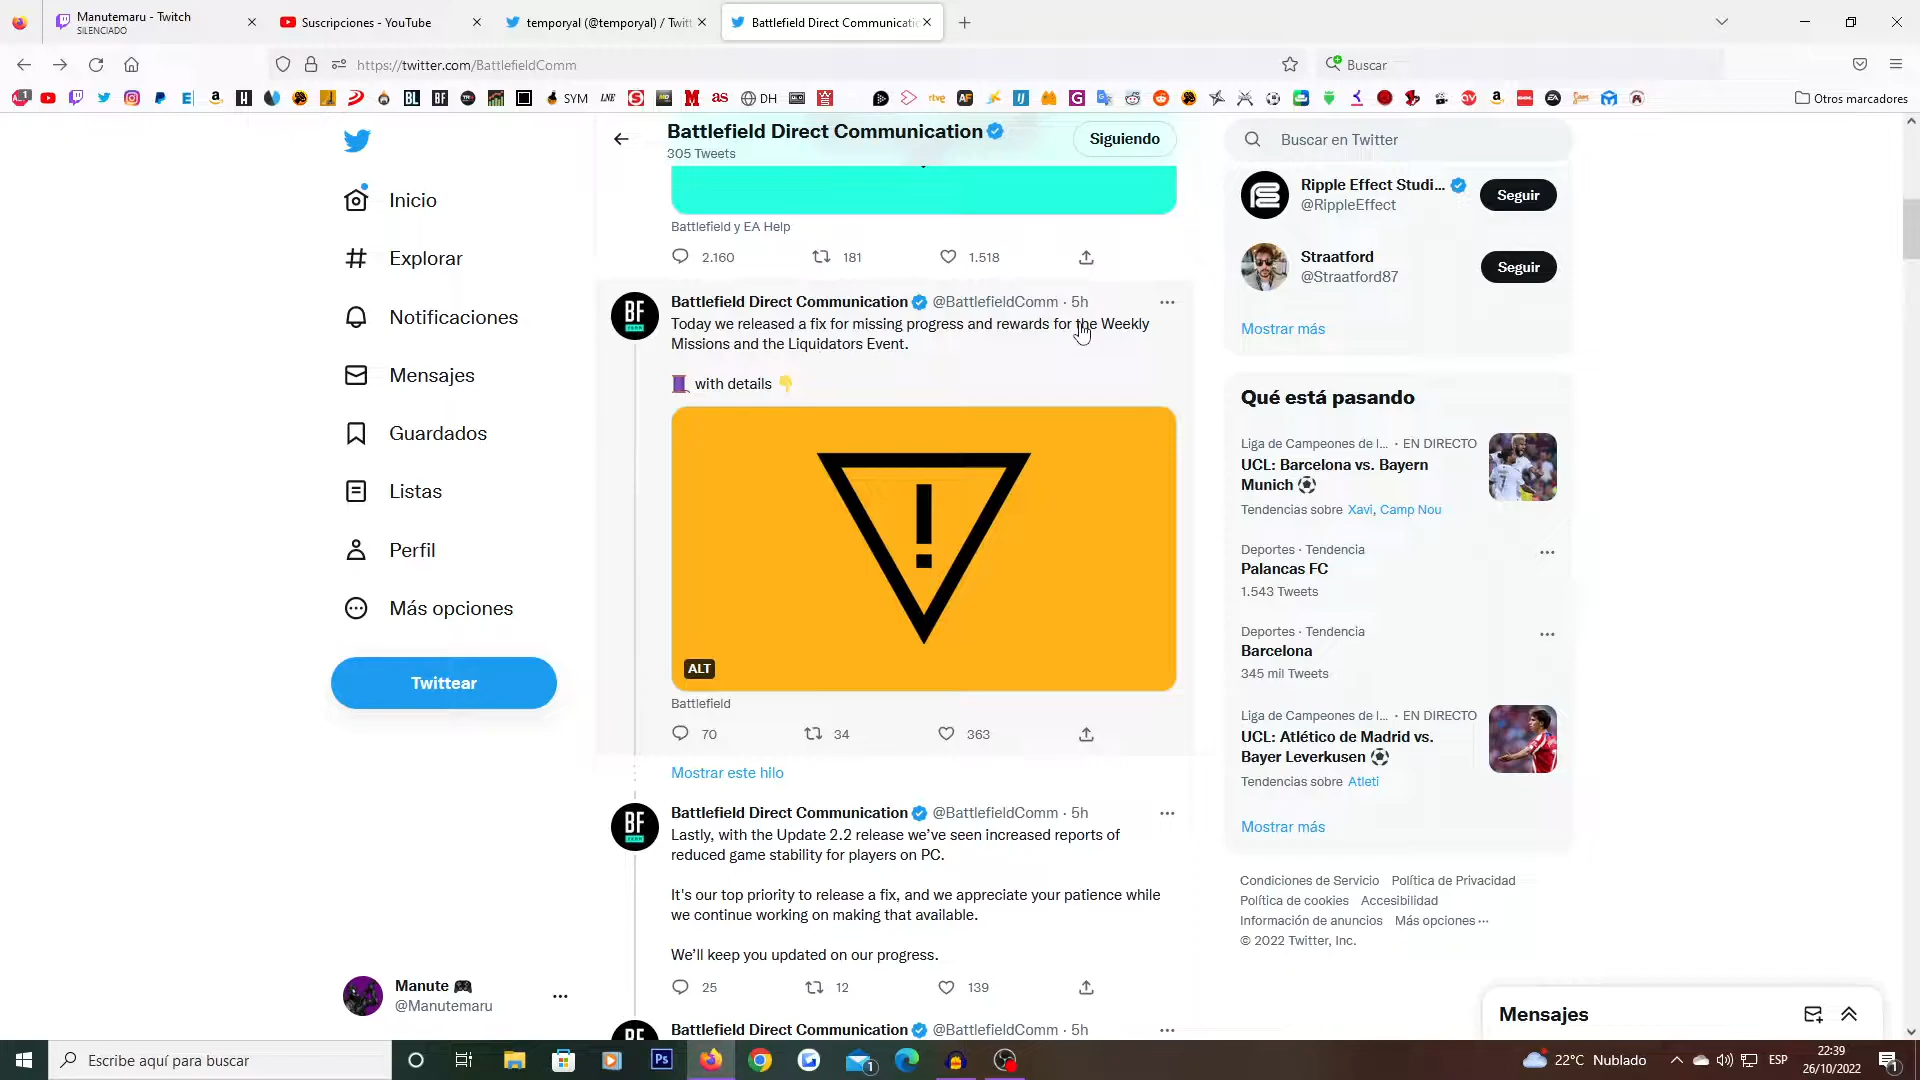 Manutemaru - Twitch
SILENCIADO
Suscripciones - YouTube
temporyal (@temporyal) / Twitt
Battlefield Direct Communicatio
https://twitter.com/BattlefieldComm
Buscar
SYM
DH
Otros marcadores
Inicio
Explorar
Notificaciones
Mensajes
Guardados
Listas
Perfil
Más opciones
Twittear
Manute
@Manutemaru
Battlefield Direct Communication
305 Tweets
Siguiendo
Battlefield y EA Help
2.160
181
1.518
BF
Battlefield Direct Communication @BattlefieldComm · 5h
Today we released a fix for missing progress and rewards for the Weekly
Missions and the Liquidators Event.
with details
!
ALT
Battlefield
70
34
363
Mostrar este hilo
BF
Battlefield Direct Communication @BattlefieldComm · 5h
Lastly, with the Update 2.2 release we've seen increased reports of
reduced game stability for players on PC.
It's our top priority to release a fix, and we appreciate your patience while
we continue working on making that available.
We'll keep you updated on our progress.
25
12
139
BF
Battlefield Direct Communication @BattlefieldComm · 5h
Buscar en Twitter
Ripple Effect Studi...
@RippleEffect
Seguir
Straatford
@Straatford87
Seguir
Mostrar más
Qué está pasando
Liga de Campeones de l... · EN DIRECTO
UCL: Barcelona vs. Bayern
Munich
Tendencias sobre Xavi, Camp Nou
Deportes · Tendencia
Palancas FC
1.543 Tweets
Deportes · Tendencia
Barcelona
345 mil Tweets
Liga de Campeones de l... · EN DIRECTO
UCL: Atlético de Madrid vs.
Bayer Leverkusen
Tendencias sobre Atleti
Mostrar más
Condiciones de Servicio Política de Privacidad
Política de cookies Accesibilidad
Información de anuncios Más opciones ···
© 2022 Twitter, Inc.
Mensajes
Escribe aquí para buscar
Ps
1
22°C Nublado
ESP
22:39
26/10/2022
1